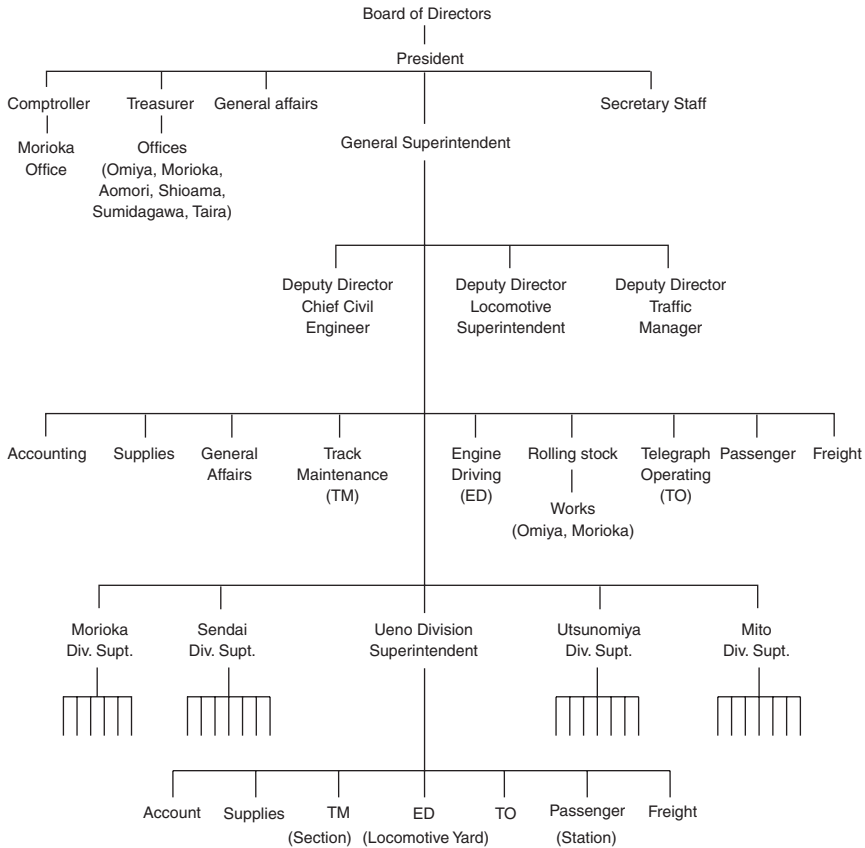 Board of Directors
President
Comptroller
Treasurer
General affairs
Secretary Staff
Morioka
Office
Offices
(Omiya, Morioka,
Aomori, Shioama,
Sumidagawa, Taira)
General Superintendent
Deputy Director
Chief Civil
Engineer
Deputy Director
Locomotive
Superintendent
Deputy Director
Traffic
Manager
Accounting
Supplies
General
Affairs
Track
Maintenance
(TM)
Engine
Driving
(ED)
Rolling stock
Works
(Omiya, Morioka)
Telegraph
Operating
(TO)
Passenger
Freight
Morioka
Div. Supt.
Sendai
Div. Supt.
Ueno Division
Superintendent
Utsunomiya
Div. Supt.
Mito
Div. Supt.
Account
Supplies
TM
(Section)
ED
(Locomotive Yard)
TO
Passenger
(Station)
Freight